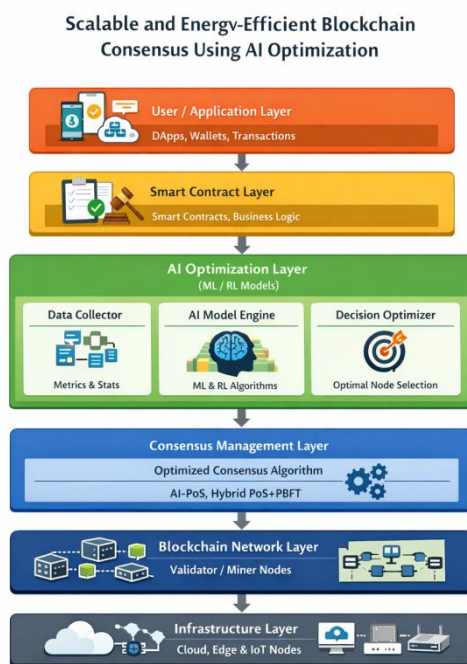 Scalable and Energy-Efficient Blockchain
Consensus Using AI Optimization
User / Application Layer
DApps, Wallets, Transactions
Smart Contract Layer
Smart Contracts, Business Logic
AI Optimization Layer
(ML / RL Models)
Data Collector
Metrics & Stats
AI Model Engine
ML & RL Algorithms
Decision Optimizer
Optimal Node Selection
Consensus Management Layer
Optimized Consensus Algorithm
AI-PoS, Hybrid PoS+PBFT
Blockchain Network Layer
Validator / Miner Nodes
Infrastructure Layer
Cloud, Edge & IoT Nodes